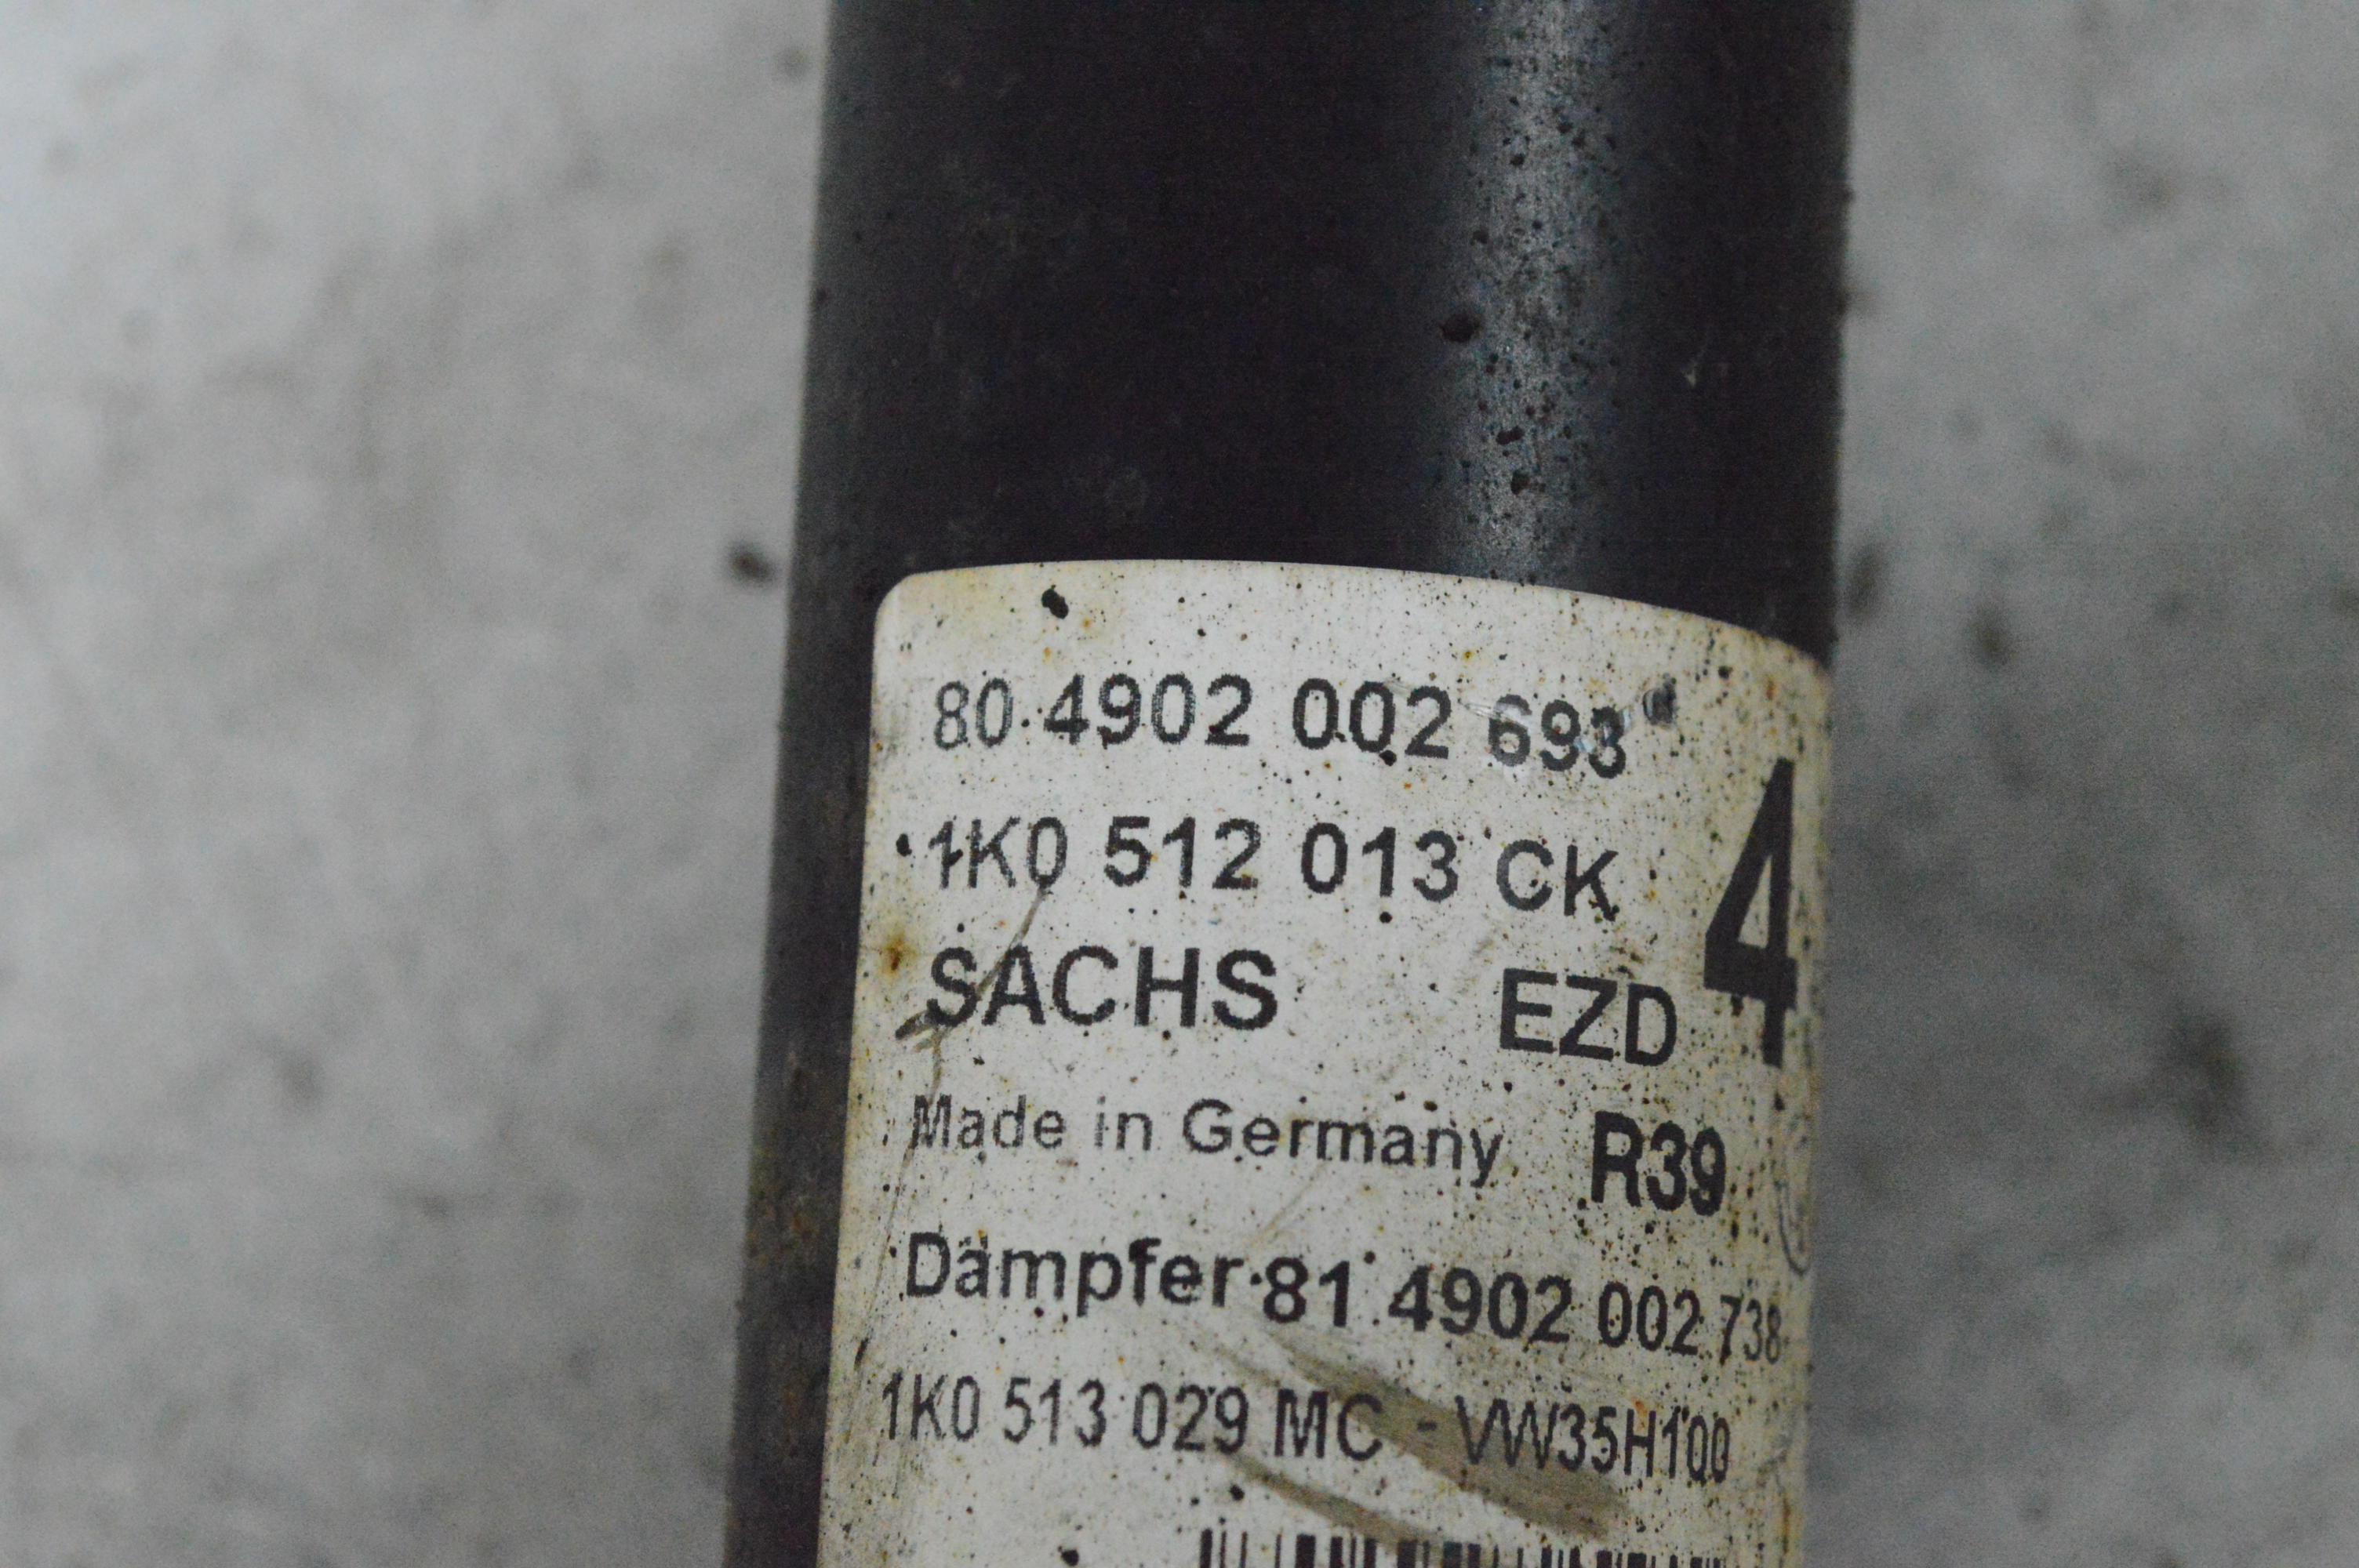 80 4902 002 693
1K0 512 013 CK
4
SACHS EZD
Made in Germany R39
Dämpfer 81 4902 002 738
1K0 513 029 MC - VW35H100